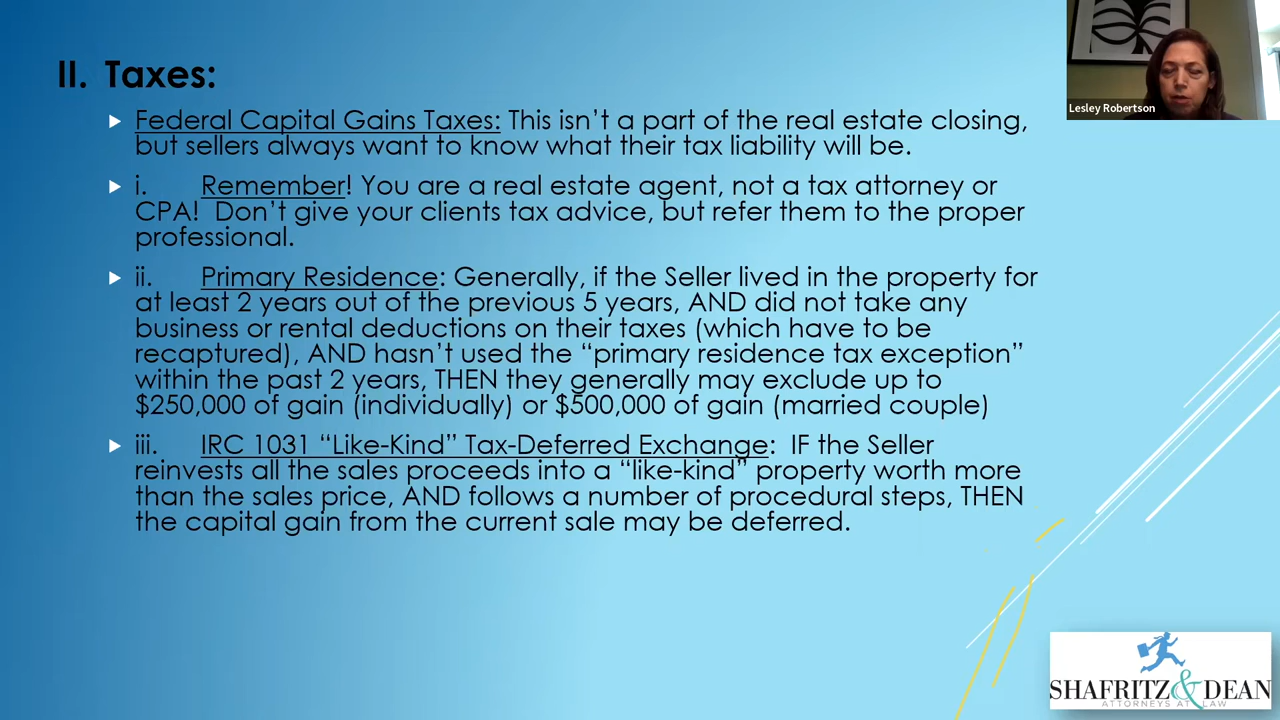 II. Taxes:
Federal Capital Gains Taxes: This isn’t a part of the real estate closing,
but sellers always want to know what their tax liability will be.
i. Remember! You are a real estate agent, not a tax attorney or
CPA! Don’t give your clients tax advice, but refer them to the proper
professional.
ii. Primary Residence: Generally, if the Seller lived in the property for
at least 2 years out of the previous 5 years, AND did not take any
business or rental deductions on their taxes (which have to be
recaptured), AND hasn’t used the “primary residence tax exception”
within the past 2 years, THEN they generally may exclude up to
$250,000 of gain (individually) or $500,000 of gain (married couple)
iii. IRC 1031 “Like-Kind” Tax-Deferred Exchange: IF the Seller
reinvests all the sales proceeds into a “like-kind” property worth more
than the sales price, AND follows a number of procedural steps, THEN
the capital gain from the current sale may be deferred.
Lesley Robertson
SHAFRITZ & DEAN
ATTORNEYS AT LAW